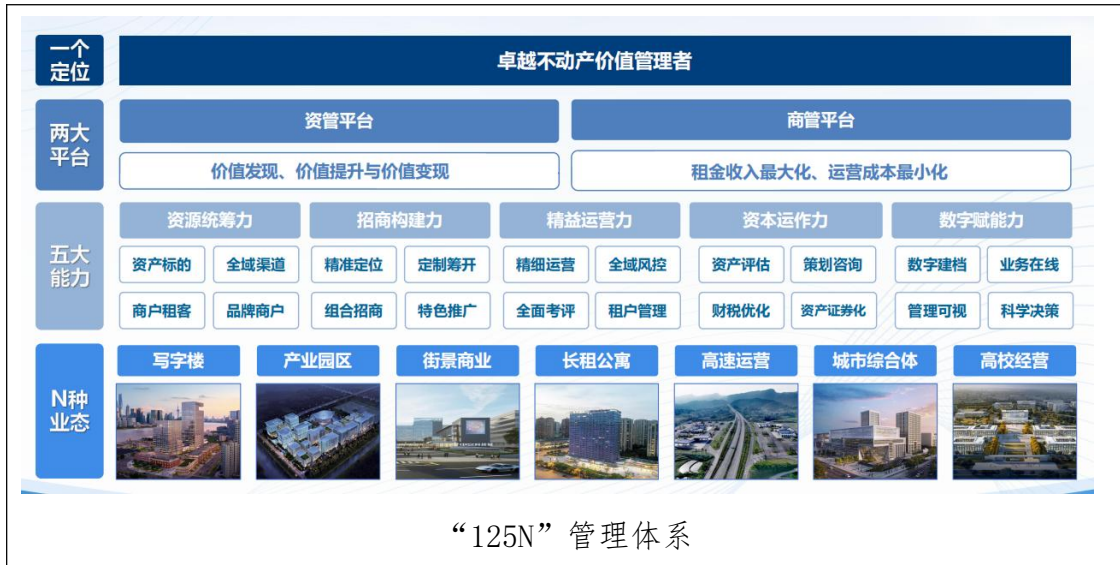 一个
定位
卓越不动产价值管理者
两大
平台
资管平台
商管平台
价值发现、价值提升与价值变现
租金收入最大化、运营成本最小化
五大
能力
资源统筹力
招商构建力
精益运营力
资本运作力
数字赋能力
资产标的
全域渠道
精准定位
定制筹开
精细运营
全域风控
资产评估
策划咨询
数字建档
业务在线
商户租客
品牌商户
组合招商
特色推广
全面考评
租户管理
财税优化
资产证券化
管理可视
科学决策
N种
业态
写字楼
产业园区
街景商业
长租公寓
高速运营
城市综合体
高校经营
“125N”管理体系